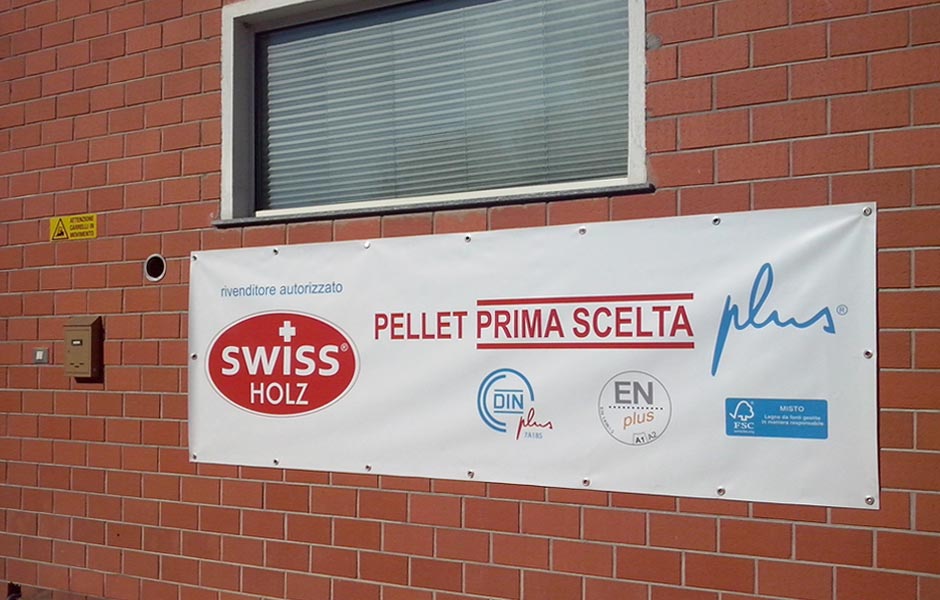 ATTENZIONE
CARRELLI IN
MOVIMENTO
rivenditore autorizzato
SWISS®
HOLZ
PELLET PRIMA SCELTA
plus®
DIN
plus
7A185
EN
plus
A1 A2
FSC
MISTO
Legno da fonti gestite
in maniera responsabile